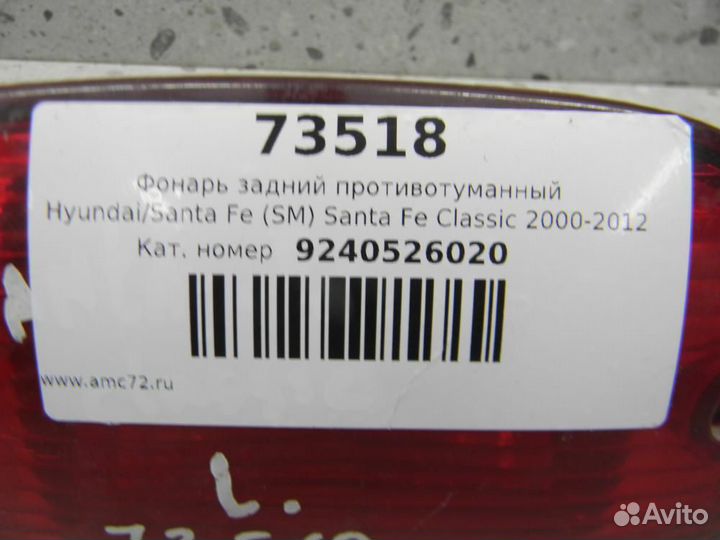 73518
Фонарь задний противотуманный
Hyundai/Santa Fe (SM) Santa Fe Classic 2000-2012
Кат. номер 9240526020
www.amc72.ru
L.
Avito